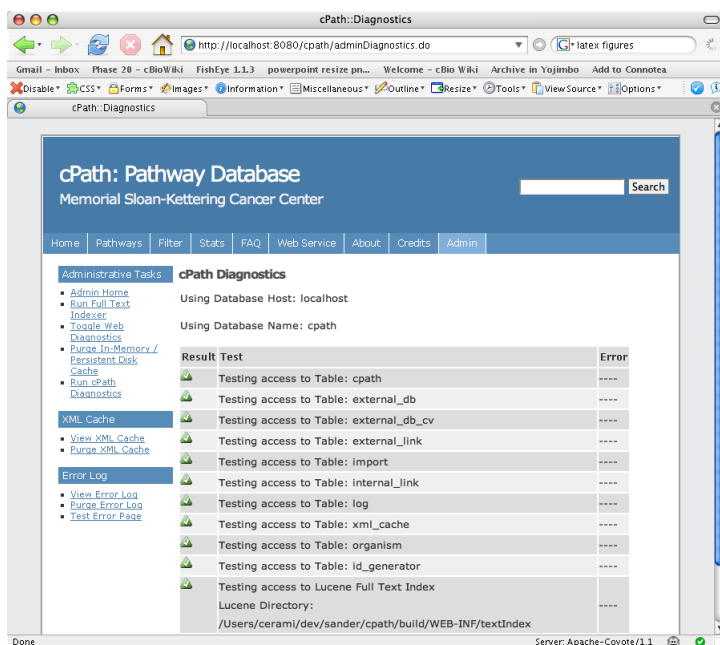 cPath::Diagnostics
http://localhost:8080/cpath/adminDiagnostics.do
G latex figures
Gmail - Inbox Phase 28 - cBioWiki FishEye 1.1.3 powerpoint resize pn... Welcome - cBio Wiki Archive in Yojimbo Add to Connotea
Disable CSS Forms Images Information Miscellaneous Outline Resize Tools View Source Options
cPath::Diagnostics
cPath: Pathway Database
Memorial Sloan-Kettering Cancer Center
Search
Home Pathways Filter Stats FAQ Web Service About Credits Admin
Administrative Tasks
Admin Home
Run Full Text
Indexer
Toggle Web
Diagnostics
Purge In-Memory /
Persistent Disk
Cache
Run cPath
Diagnostics
XML Cache
View XML Cache
Purge XML Cache
Error Log
View Error Log
Purge Error Log
Test Error Page
cPath Diagnostics
Using Database Host: localhost
Using Database Name: cpath
Result Test Error
Testing access to Table: cpath ----
Testing access to Table: external_db ----
Testing access to Table: external_db_cv ----
Testing access to Table: external_link ----
Testing access to Table: import ----
Testing access to Table: internal_link ----
Testing access to Table: log ----
Testing access to Table: xml_cache ----
Testing access to Table: organism ----
Testing access to Table: id_generator ----
Testing access to Lucene Full Text Index
Lucene Directory: ----
/Users/cerami/dev/sander/cpath/build/WEB-INF/textIndex
Done Server: Apache-Coyote/1.1